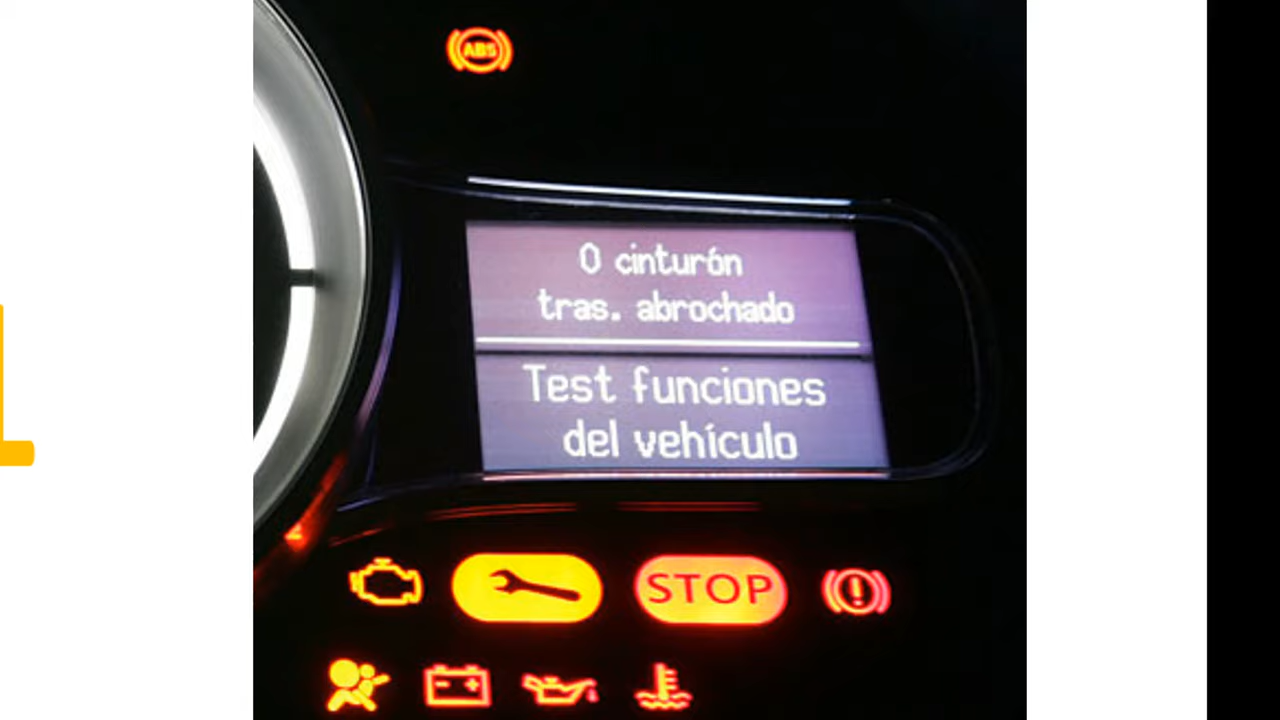 ABS
0 cinturón
tras. abrochado
Test funciones
del vehículo
STOP